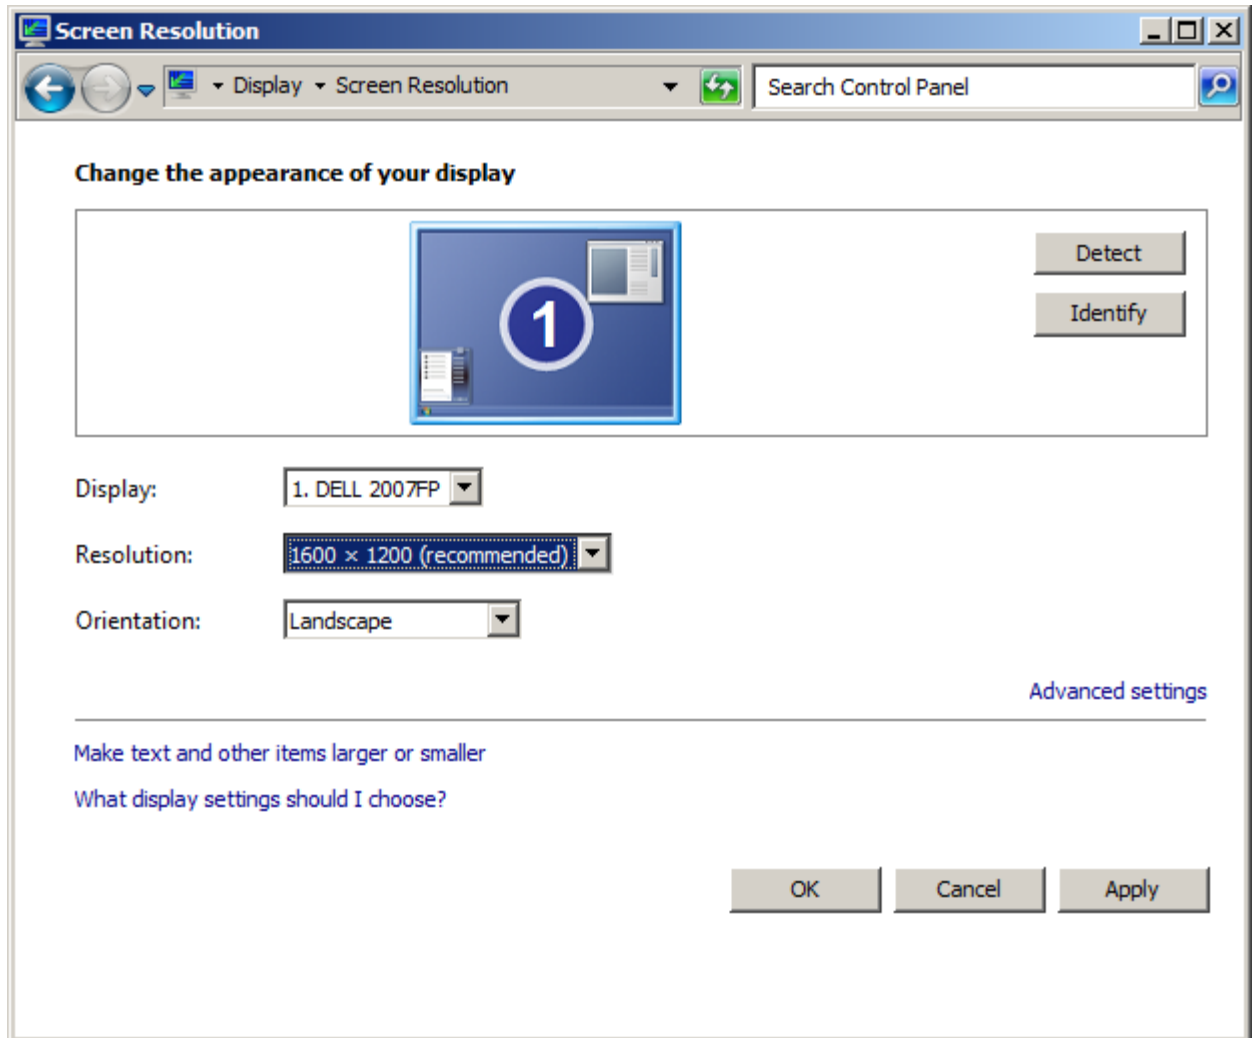 Screen Resolution
Display Screen Resolution
Search Control Panel
Change the appearance of your display
1
Detect
Identify
Display: 1. DELL 2007FP
Resolution: 1600 × 1200 (recommended)
Orientation: Landscape
Advanced settings
Make text and other items larger or smaller
What display settings should I choose?
OK Cancel Apply